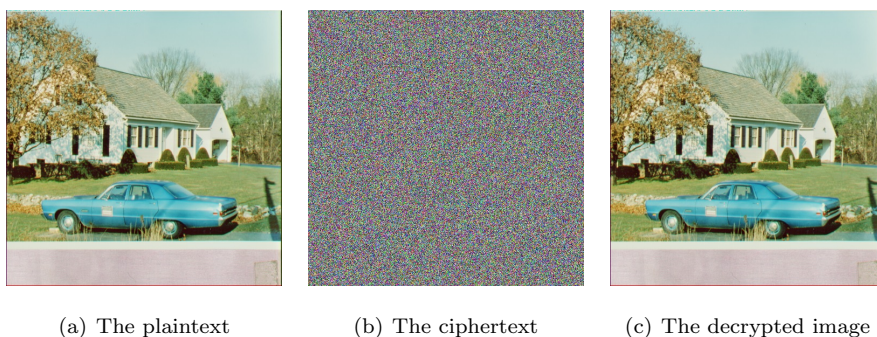 (a) The plaintext
(b) The ciphertext
(c) The decrypted image